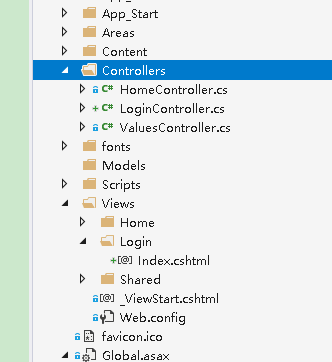 App_Start
Areas
Content
Controllers
C# HomeController.cs
C# LoginController.cs
C# ValuesController.cs
fonts
Models
Scripts
Views
Home
Login
[@] Index.cshtml
Shared
[@] _ViewStart.cshtml
Web.config
favicon.ico
Global.asax